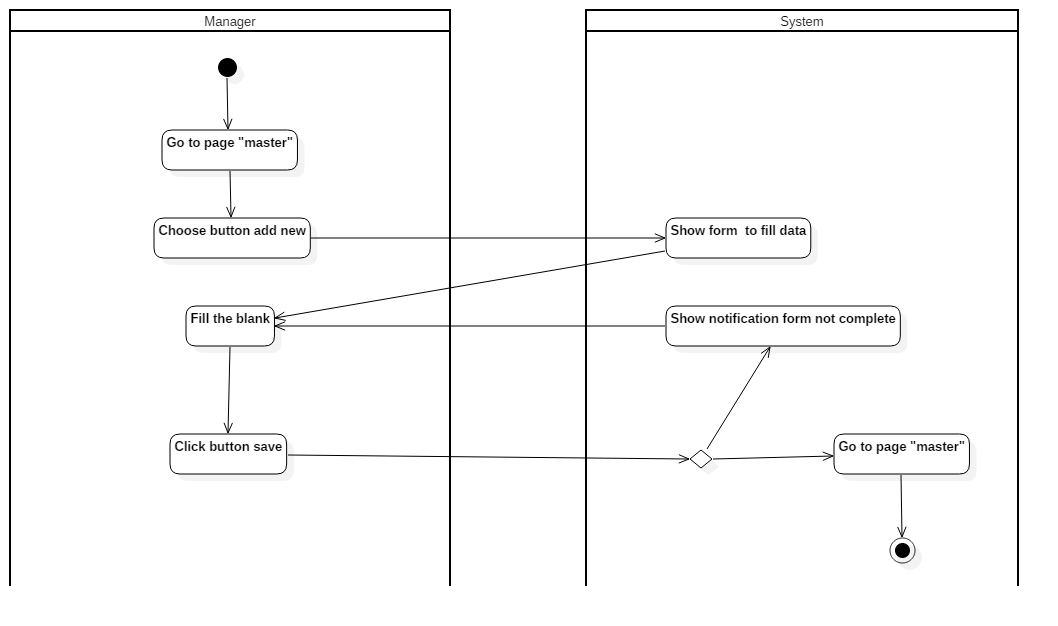 Manager
System
Go to page "master"
Choose button add new
Show form  to fill data
Fill the blank
Show notification form not complete
Click button save
Go to page "master"